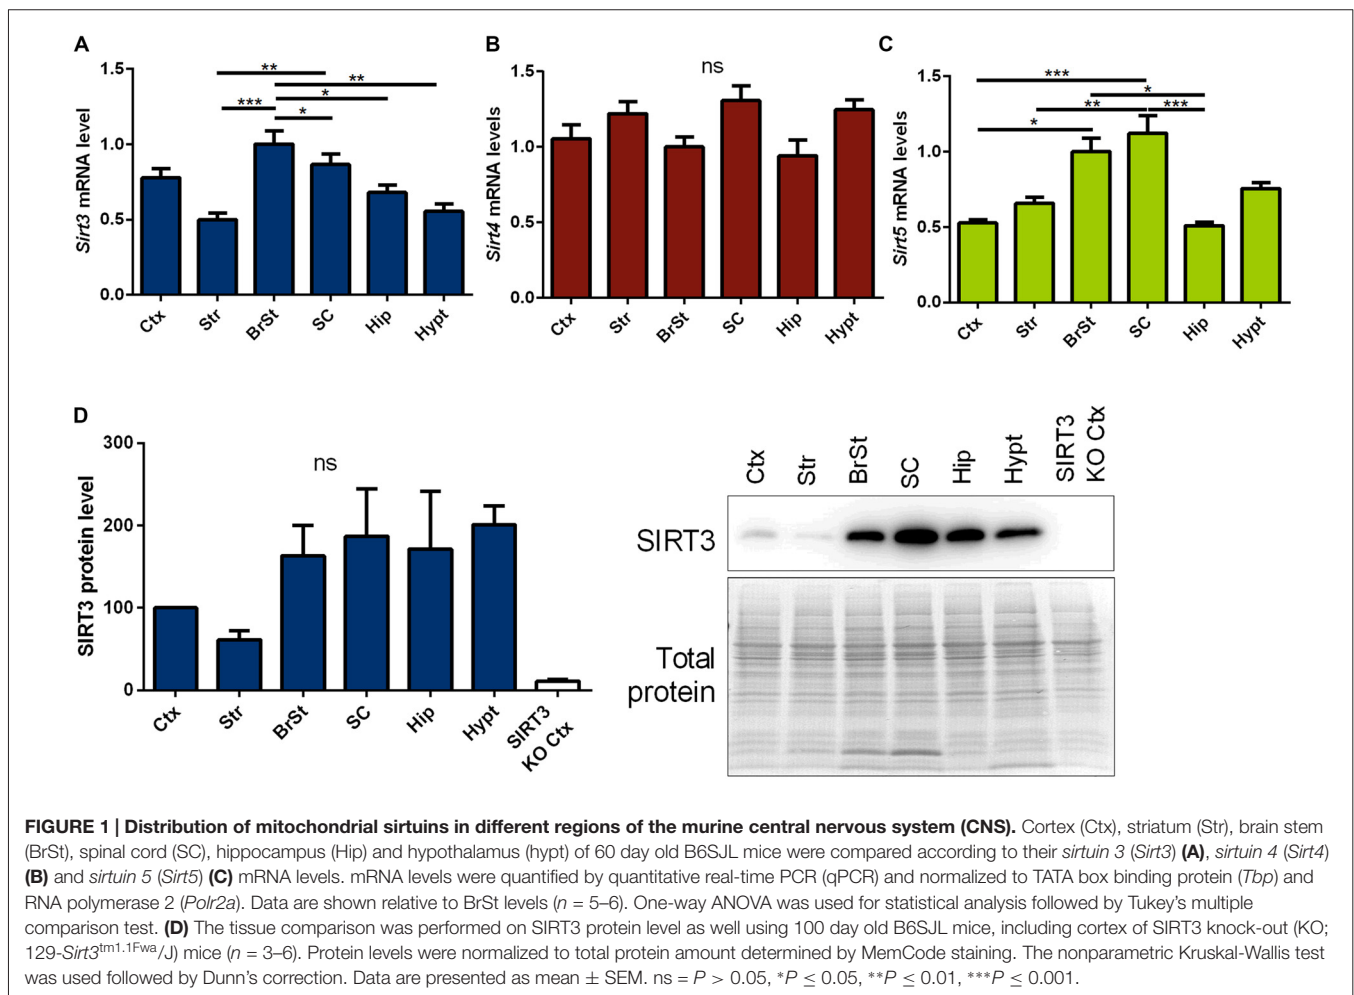 A
Sirt3 mRNA level
1.5
1.0
0.5
0.0
**
**
*
***
*
Ctx
Str
BrSt
SC
Hip
Hypt
B
Sirt4 mRNA levels
1.5
1.0
0.5
0.0
ns
Ctx
Str
BrSt
SC
Hip
Hypt
C
Sirt5 mRNA levels
1.5
1.0
0.5
0.0
***
*
**
***
*
Ctx
Str
BrSt
SC
Hip
Hypt
D
SIRT3 protein level
300
200
100
0
ns
Ctx
Str
BrSt
SC
Hip
Hypt
SIRT3
KO Ctx
Ctx
Str
BrSt
SC
Hip
Hypt
SIRT3
KO Ctx
SIRT3
Total
protein
FIGURE 1 | Distribution of mitochondrial sirtuins in different regions of the murine central nervous system (CNS). Cortex (Ctx), striatum (Str), brain stem
(BrSt), spinal cord (SC), hippocampus (Hip) and hypothalamus (hypt) of 60 day old B6SJL mice were compared according to their sirtuin 3 (Sirt3) (A), sirtuin 4 (Sirt4)
(B) and sirtuin 5 (Sirt5) (C) mRNA levels. mRNA levels were quantified by quantitative real-time PCR (qPCR) and normalized to TATA box binding protein (Tbp) and
RNA polymerase 2 (Polr2a). Data are shown relative to BrSt levels (n = 5–6). One-way ANOVA was used for statistical analysis followed by Tukey's multiple
comparison test. (D) The tissue comparison was performed on SIRT3 protein level as well using 100 day old B6SJL mice, including cortex of SIRT3 knock-out (KO;
129-Sirt3tm1.1Fwa/J) mice (n = 3–6). Protein levels were normalized to total protein amount determined by MemCode staining. The nonparametric Kruskal-Wallis test
was used followed by Dunn's correction. Data are presented as mean ± SEM. ns = P > 0.05, *P ≤ 0.05, **P ≤ 0.01, ***P ≤ 0.001.